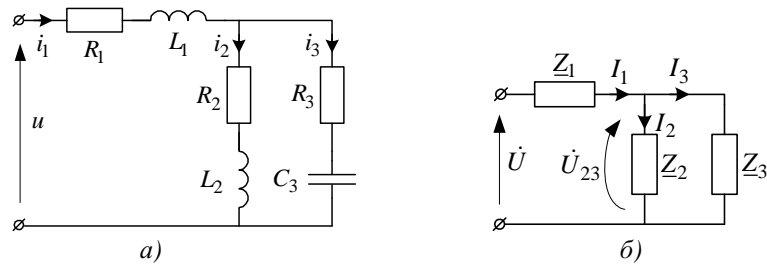 i₁ R₁ L₁ i₂ i₃
R₂ R₃
u
L₂ C₃
а)
Z₁ I₁ I₃
I₂
U̇ U̇₂₃ Z₂ Z₃
б)